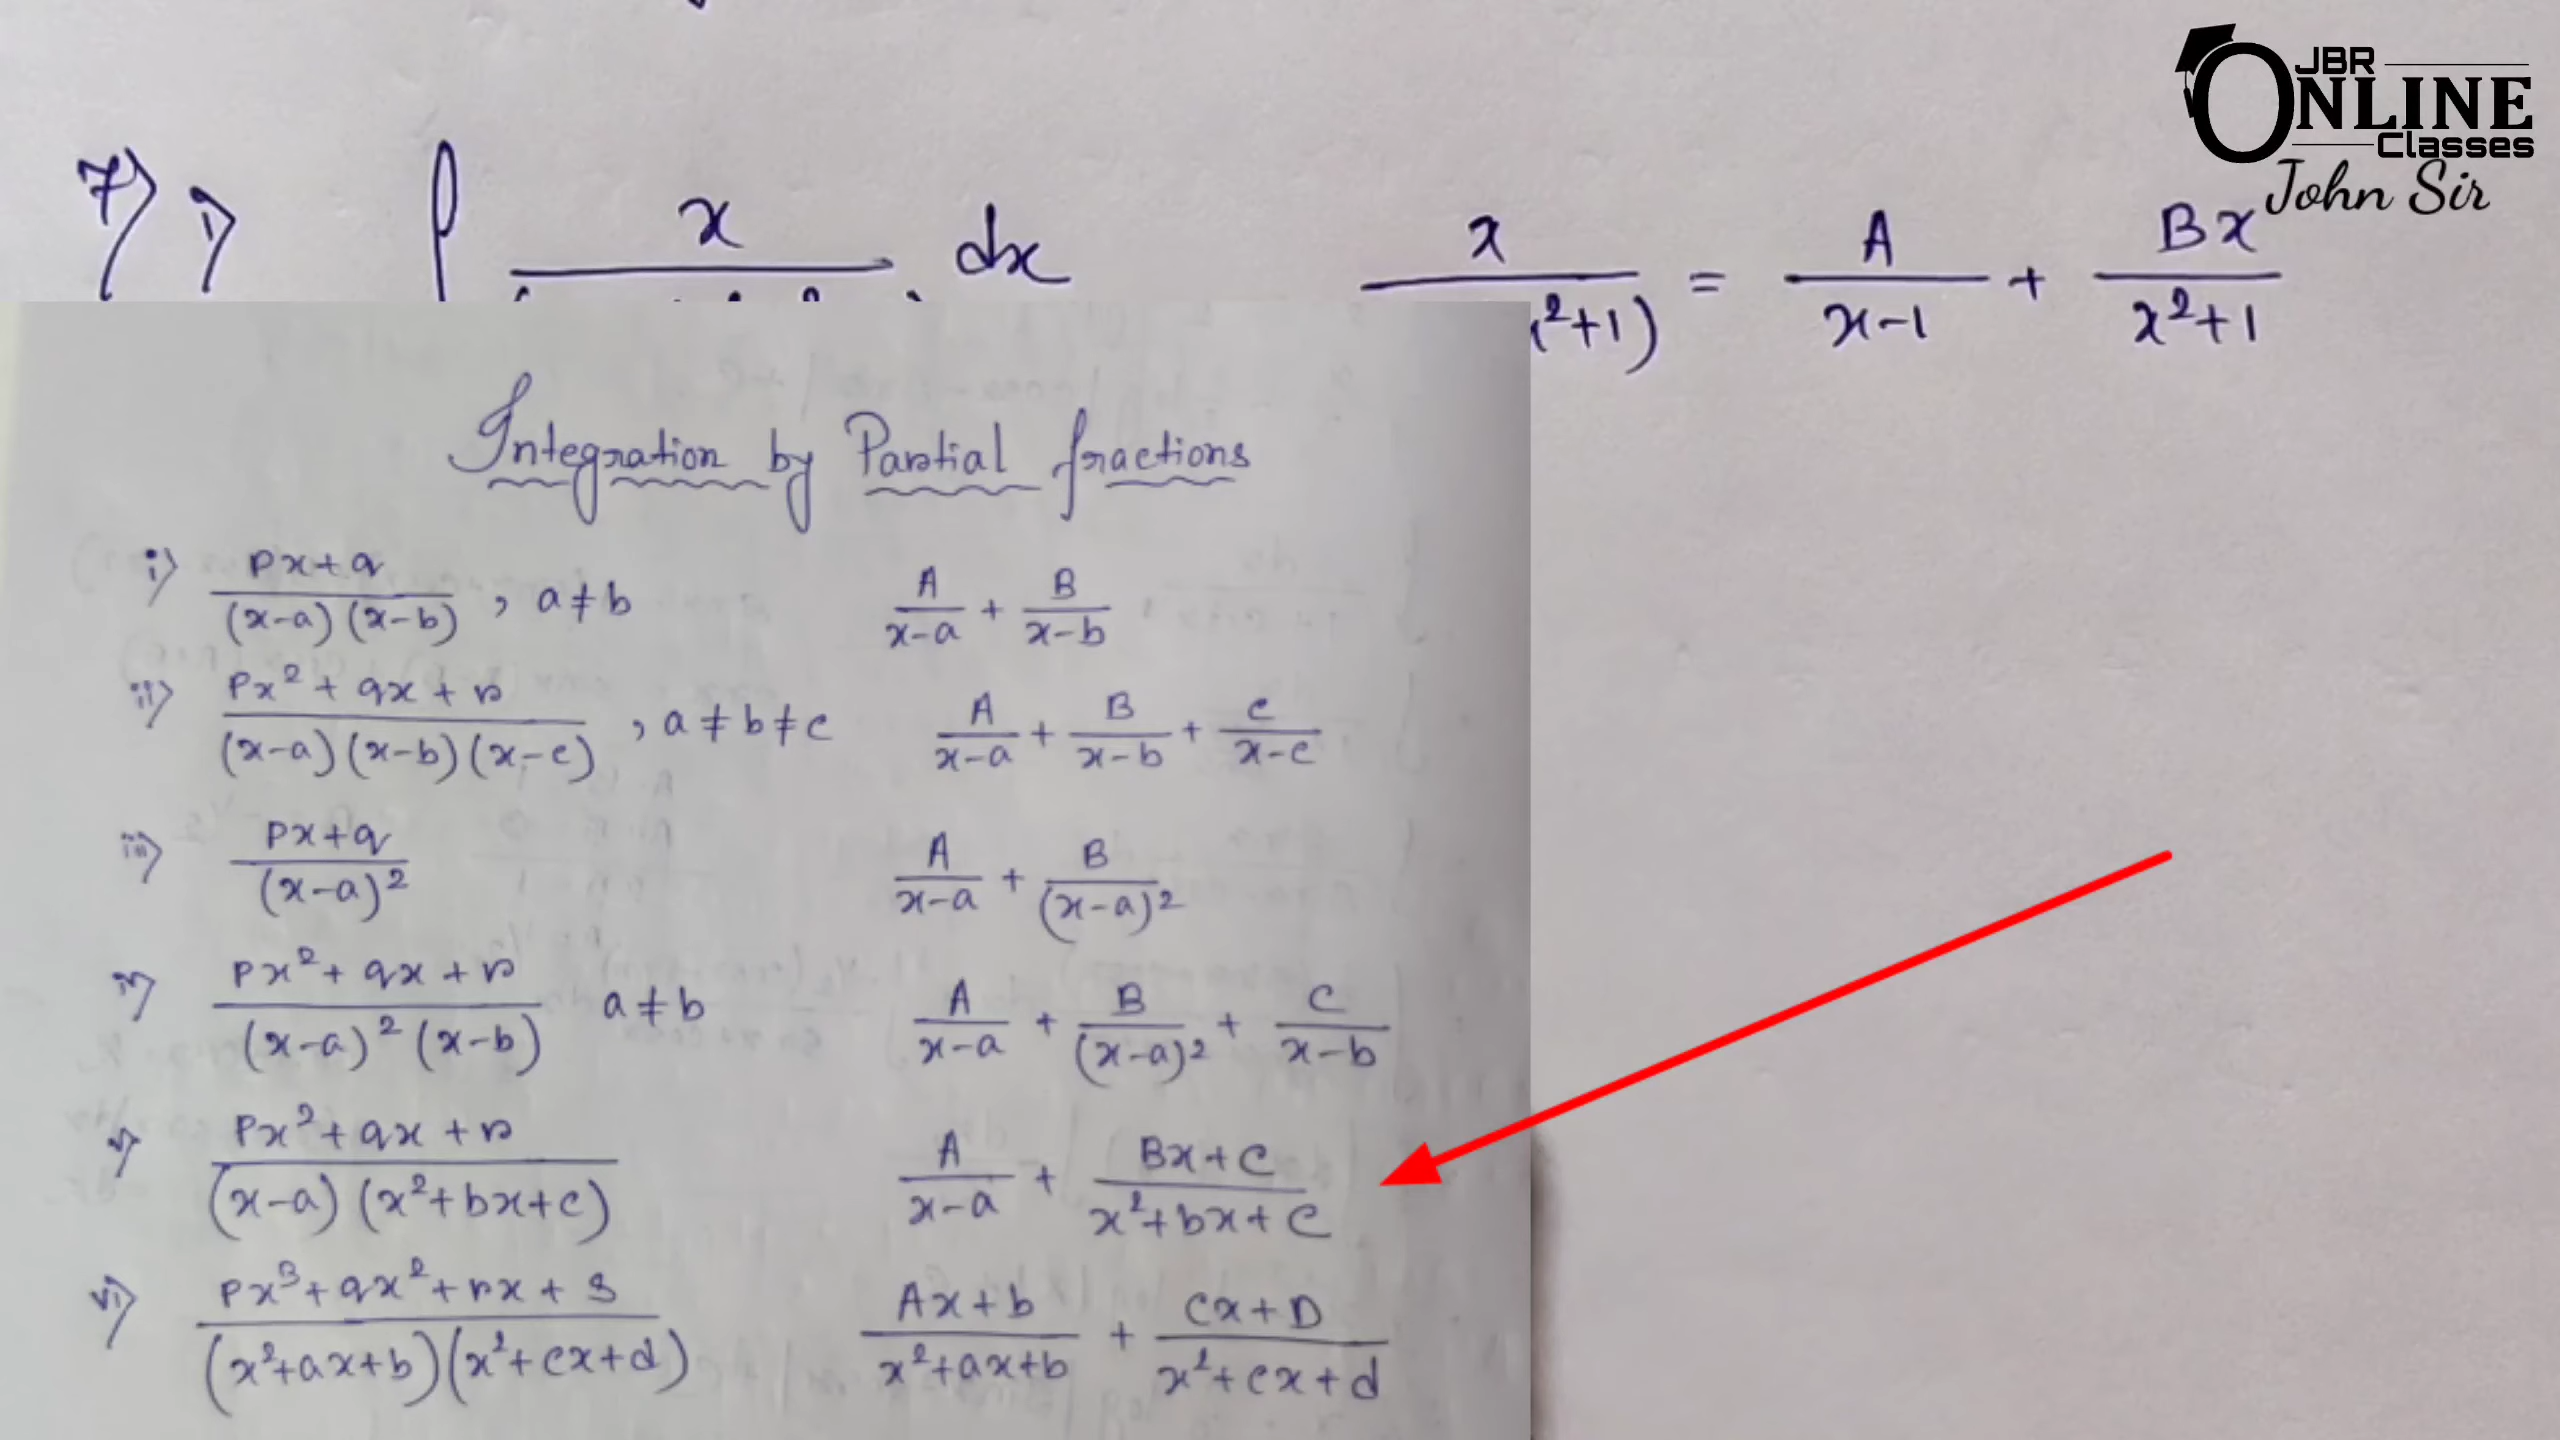 JBR
ONLINE
Classes
John Sir
7) i) ∫ x / . dx
x / x²+1) = A/(x-1) + Bx/(x²+1)
Integration by Partial fractions
i) (px+q)/((x-a)(x-b)), a≠b A/(x-a) + B/(x-b)
ii) (px²+qx+r)/((x-a)(x-b)(x-c)), a≠b≠c A/(x-a) + B/(x-b) + C/(x-c)
iii) (px+q)/(x-a)² A/(x-a) + B/(x-a)²
iv) (px²+qx+r)/((x-a)²(x-b)) a≠b A/(x-a) + B/(x-a)² + C/(x-b)
v) (px²+qx+r)/((x-a)(x²+bx+c)) A/(x-a) + (Bx+C)/(x²+bx+c)
vi) (px³+qx²+rx+s)/((x²+ax+b)(x²+cx+d)) (Ax+b)/(x²+ax+b) + (Cx+D)/(x²+cx+d)